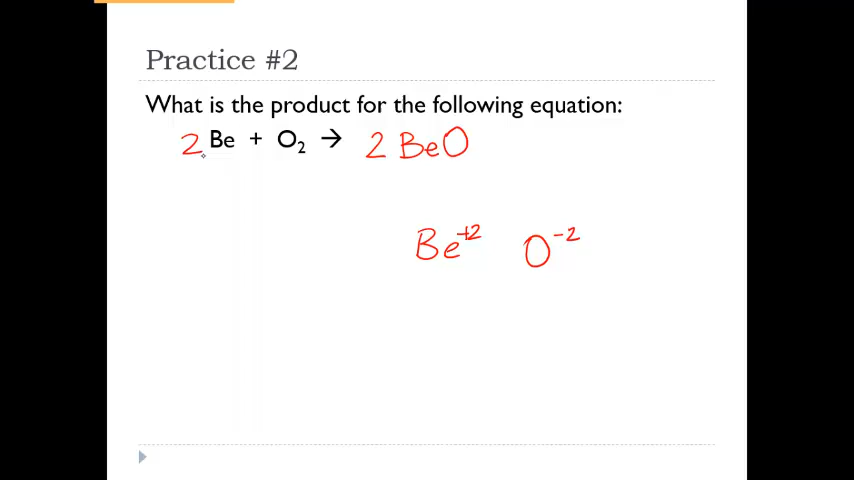 Practice #2
What is the product for the following equation:
2 Be + O₂ → 2 BeO
Be⁺² O⁻²